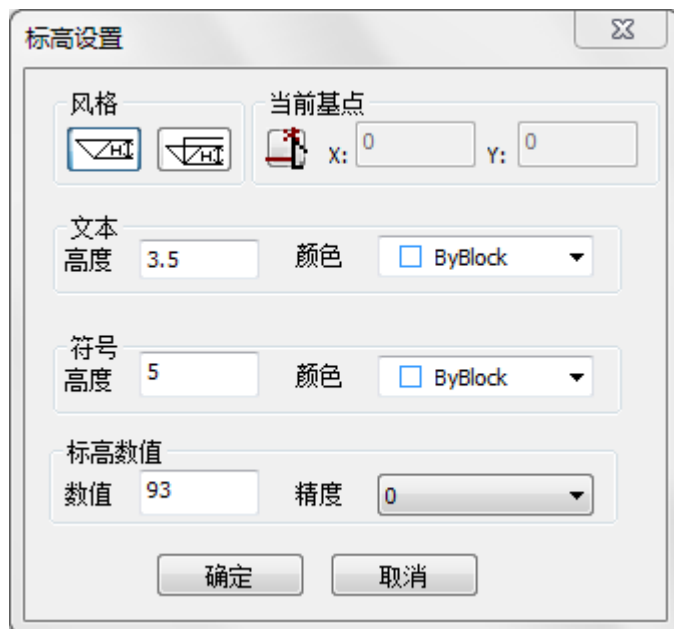 标高设置
风格 当前基点
X: 0 Y: 0
文本
高度 3.5 颜色 ByBlock
符号
高度 5 颜色 ByBlock
标高数值
数值 93 精度 0
确定 取消